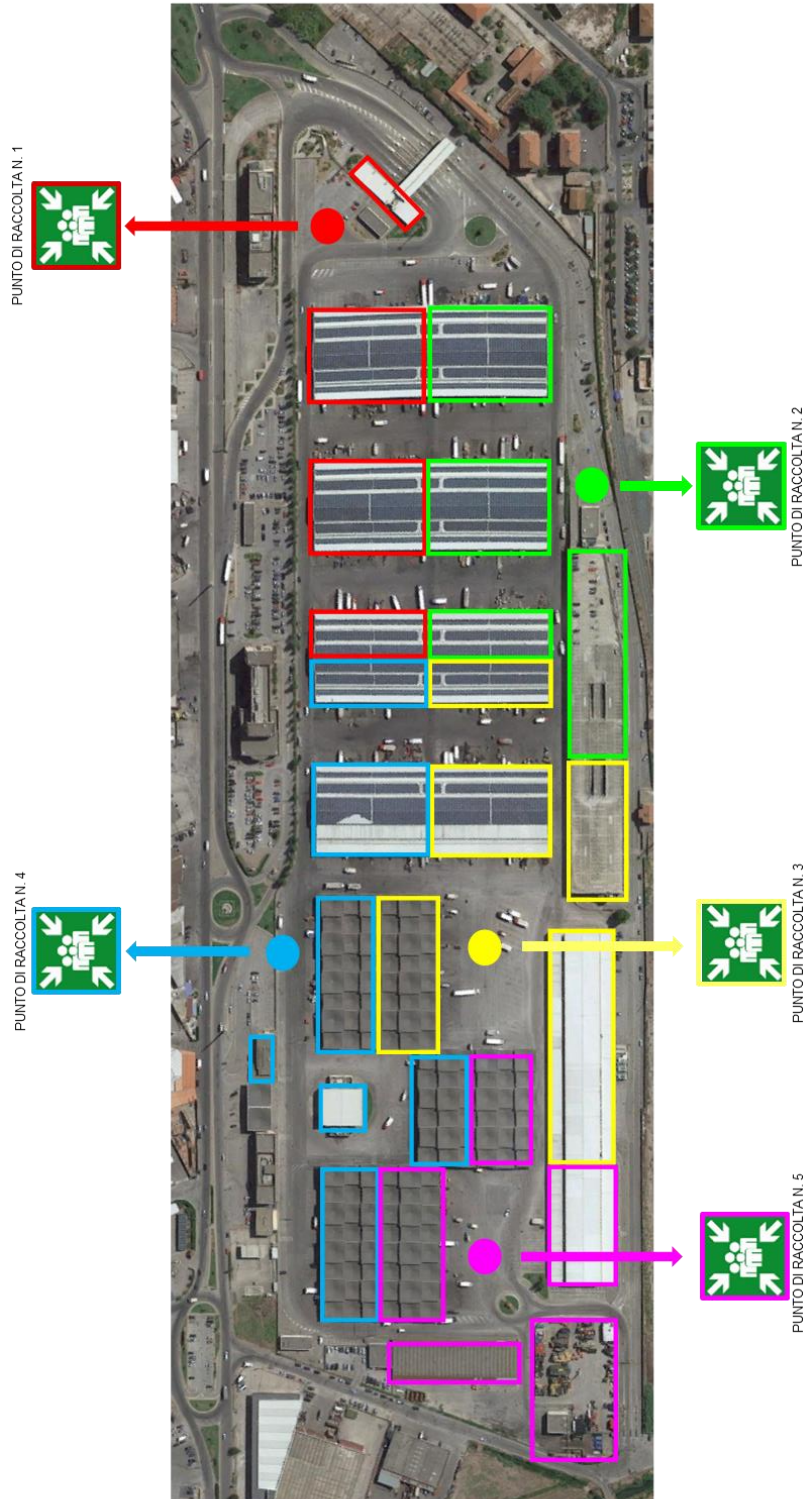 PUNTO DI RACCOLTA N. 1
PUNTO DI RACCOLTA N. 2
PUNTO DI RACCOLTA N. 4
PUNTO DI RACCOLTA N. 3
PUNTO DI RACCOLTA N. 5